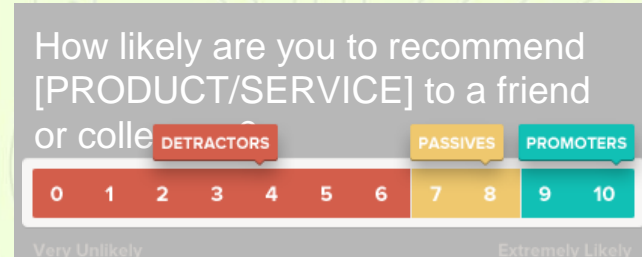 How likely are you to recommend
[PRODUCT/SERVICE] to a friend
or colle
DETRACTORS PASSIVES PROMOTERS
0 1 2 3 4 5 6 7 8 9 10
Very Unlikely Extremely Likely